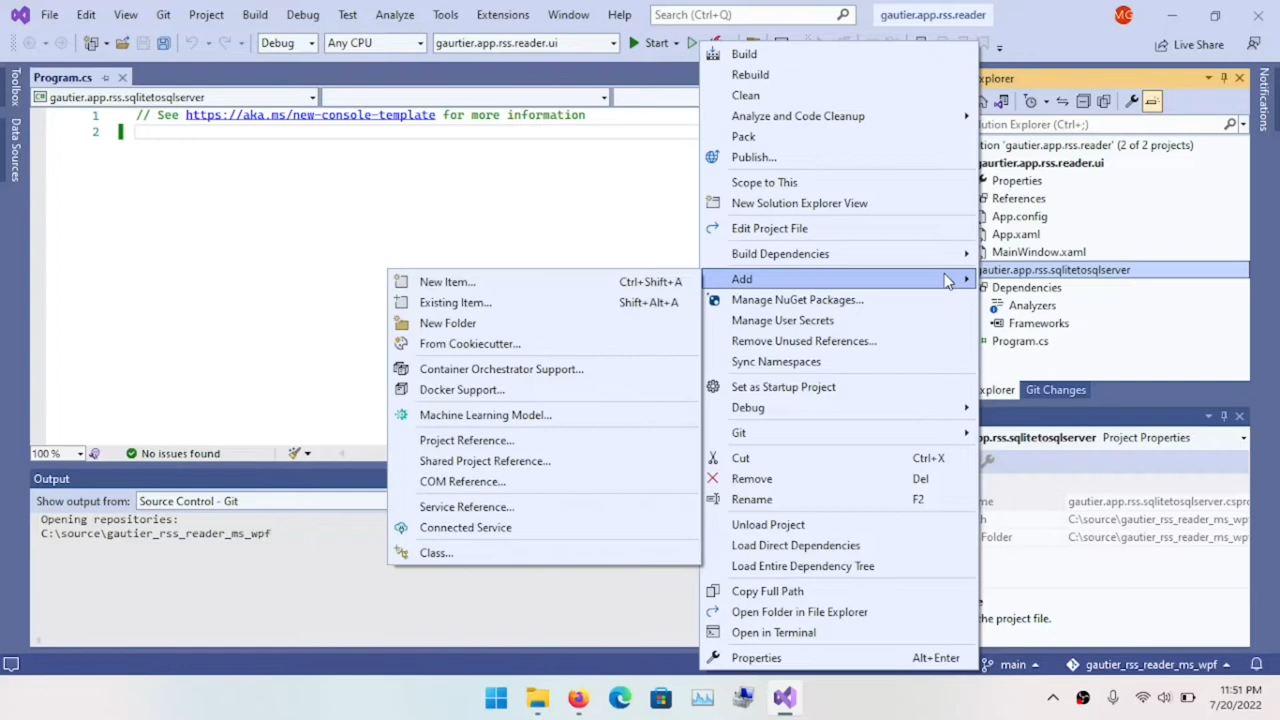 File Edit View Git Project Build Debug Test Analyze Tools Extensions Window Help Search (Ctrl+Q) gautier.app.rss.reader MG
Debug Any CPU gautier.app.rss.reader.ui Start Live Share
Toolbox
Data Sources
Program.cs
gautier.app.rss.sqlitetosqlserver
1 // See https://aka.ms/new-console-template for more information
2
100 % No issues found
Output
Show output from: Source Control - Git
Opening repositories:
C:\source\gautier_rss_reader_ms_wpf
New Item... Ctrl+Shift+A
Existing Item... Shift+Alt+A
New Folder
From Cookiecutter...
Container Orchestrator Support...
Docker Support...
Machine Learning Model...
Project Reference...
Shared Project Reference...
COM Reference...
Service Reference...
Connected Service
Class...
Build
Rebuild
Clean
Analyze and Code Cleanup
Pack
Publish...
Scope to This
New Solution Explorer View
Edit Project File
Build Dependencies
Add
Manage NuGet Packages...
Manage User Secrets
Remove Unused References...
Sync Namespaces
Set as Startup Project
Debug
Git
Cut Ctrl+X
Remove Del
Rename F2
Unload Project
Load Direct Dependencies
Load Entire Dependency Tree
Copy Full Path
Open Folder in File Explorer
Open in Terminal
Properties Alt+Enter
xplorer
ution Explorer (Ctrl+;)
tion 'gautier.app.rss.reader' (2 of 2 projects)
gaurtier.app.rss.reader.ui
Properties
References
App.config
App.xaml
MainWindow.xaml
gautier.app.rss.sqlitetosqlserver
Dependencies
Analyzers
Frameworks
Program.cs
xplorer Git Changes
pp.rss.sqlitetosqlserver Project Properties
me gautier.app.rss.sqlitetosqlserver.cspro
th C:\source\gautier_rss_reader_ms_wp
Folder C:\source\gautier_rss_reader_ms_wp
e
the project file.
Notifications
main gautier_rss_reader_ms_wpf
11:51 PM
7/20/2022